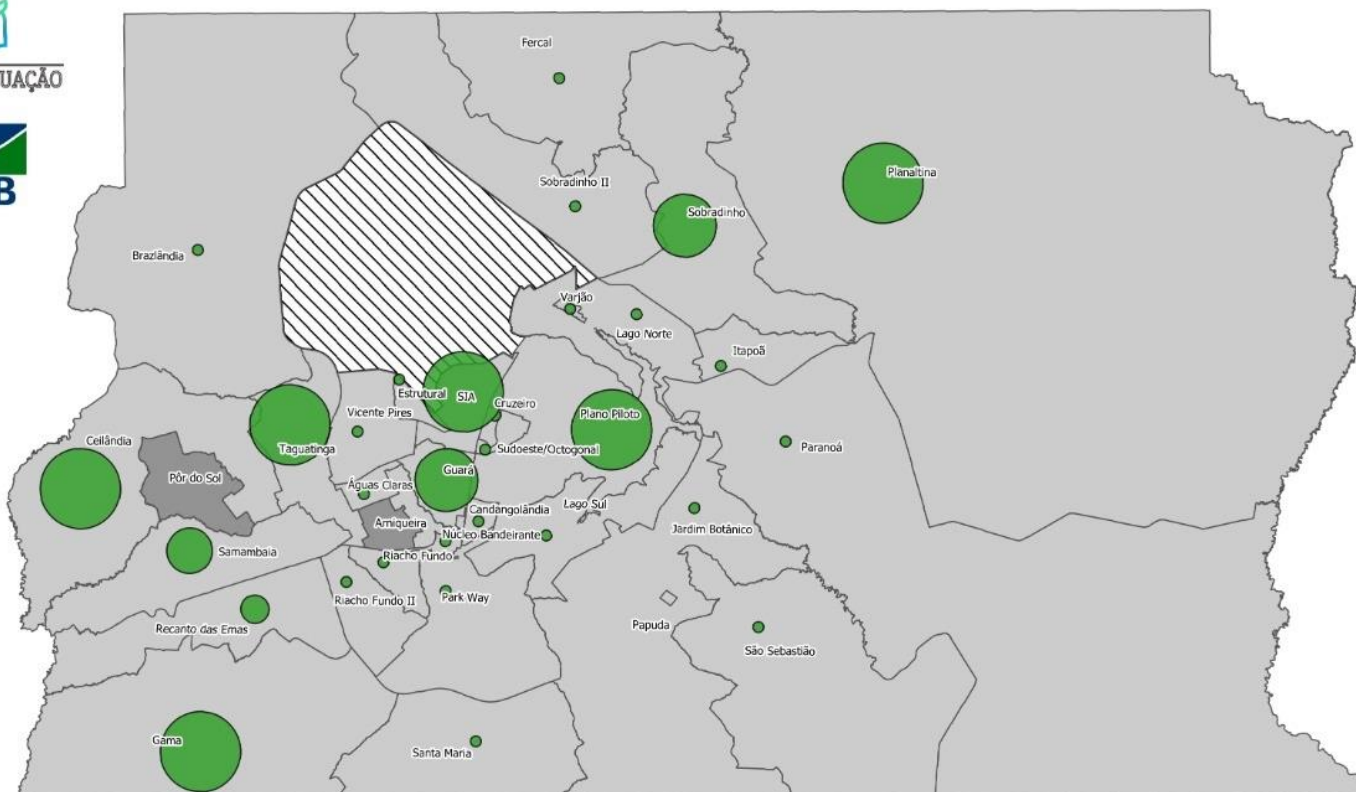 UAÇÃO
B
Fercal
Planaltina
Sobradinho II
Sobradinho
Brazlândia
Varjão
Lago Norte
Itapoã
Estrutural
SIA
Cruzeiro
Vicente Pires
Plano Piloto
Ceilândia
Taguatinga
Sudoeste/Octogonal
Paranoá
Guará
Pôr do Sol
Águas Claras
Lago Sul
Candangolândia
Arniqueira
Núcleo Bandeirante
Jardim Botânico
Samambaia
Riacho Fundo
Riacho Fundo II
Park Way
Recanto das Emas
Papuda
São Sebastião
Gama
Santa Maria